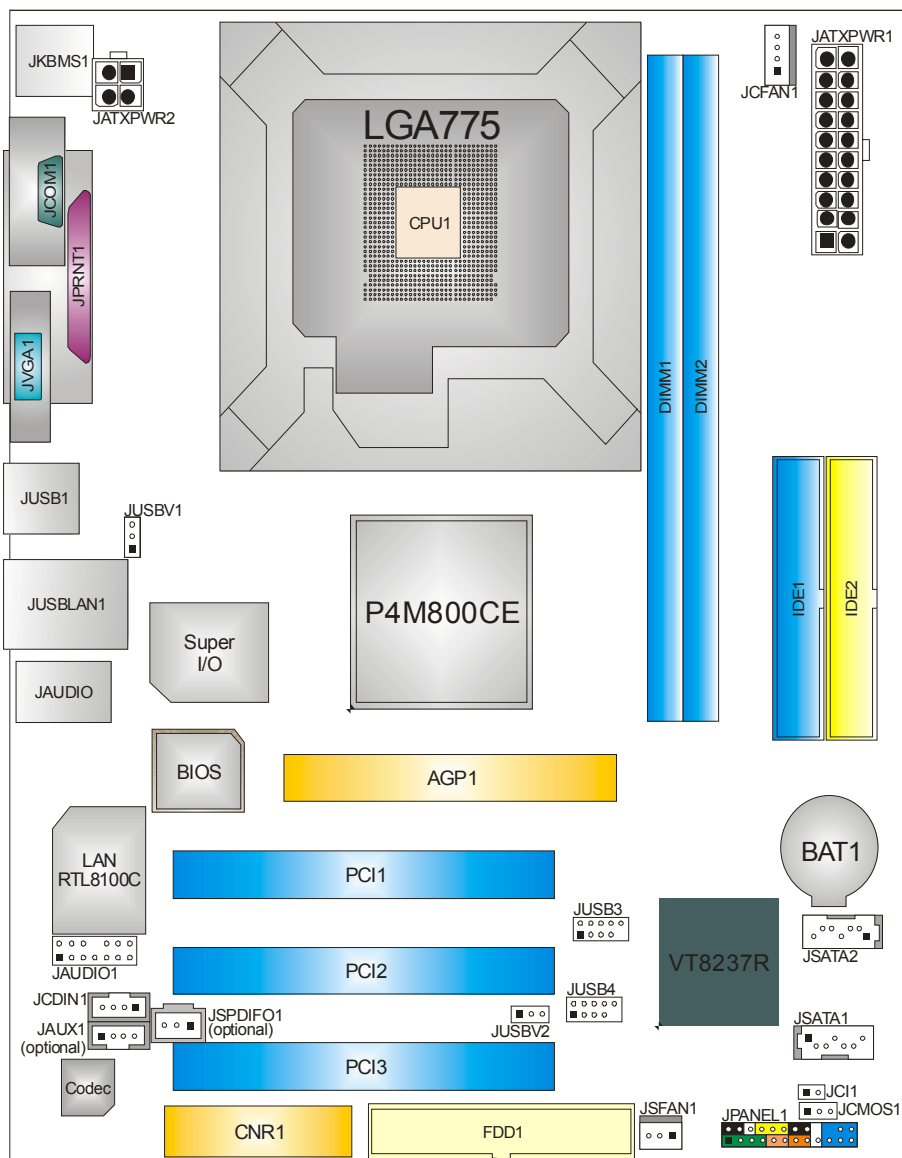 JKBMS1
JATXPWR2
LGA775
CPU1
JCFAN1
JATXPWR1
JCOM1
JPRNT1
JVGA1
DIMM1
DIMM2
JUSB1
JUSBV1
JUSBLAN1
Super
I/O
P4M800CE
IDE1
IDE2
JAUDIO
BIOS
AGP1
LAN
RTL8100C
PCI1
BAT1
JUSB3
JSATA2
JAUDIO1
PCI2
VT8237R
JCDIN1
JAUX1
(optional)
JSPDIFO1
(optional)
JUSB4
JUSBV2
JSATA1
PCI3
Codec
JCI1
JCMOS1
JPANEL1
CNR1
FDD1
JSFAN1